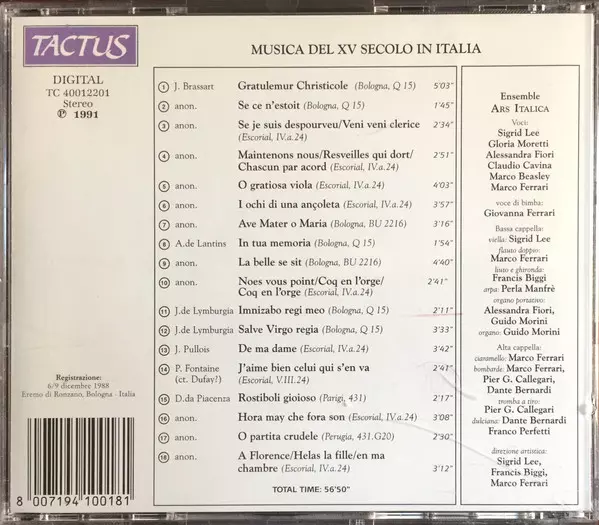 TACTUS
DIGITAL
TC 40012201
Stereo
℗ 1991
MUSICA DEL XV SECOLO IN ITALIA
1 J. Brassart Gratulemur Christicole (Bologna, Q 15) 5'03"
2 anon. Se ce n'estoit (Bologna, Q 15) 1'45"
3 anon. Se je suis despourveu/Veni veni clerice
(Escorial, IV.a.24) 2'34"
4 anon. Maintenons nous/Resveilles qui dort/
Chascun par acord (Escorial, IV.a.24) 2'51"
5 anon. O gratiosa viola (Escorial, IV.a.24) 4'03"
6 anon. I ochi di una ançoleta (Escorial, IV.a.24) 3'57"
7 anon. Ave Mater o Maria (Bologna, BU 2216) 3'16"
8 A.de Lantins In tua memoria (Bologna, Q 15) 1'54"
9 anon. La belle se sit (Bologna, BU 2216) 4'40"
10 anon. Noes vous point/Coq en l'orge/
Coq en l'orge (Escorial, IV.a.24) 2'41"
11 J.de Lymburgia Imnizabo regi meo (Bologna, Q 15) 2'11"
12 J.de Lymburgia Salve Virgo regia (Bologna, Q 15) 3'33"
13 J. Pullois De ma dame (Escorial, IV.a.24) 3'42"
14 P. Fontaine J'aime bien celui qui s'en va
(ct. Dufay?) (Escorial, V.III.24) 2'41"
15 D.da Piacenza Rostiboli gioioso (Parigi, 431) 2'17"
16 anon. Hora may che fora son (Escorial, IV.a.24) 3'08"
17 anon. O partita crudele (Perugia, 431.G20) 2'30"
18 anon. A Florence/Helas la fille/en ma
chambre (Escorial, IV.a.24) 3'12"
TOTAL TIME: 56'50"
Ensemble
ARS ITALICA
Voci:
Sigrid Lee
Gloria Moretti
Alessandra Fiori
Claudio Cavina
Marco Beasley
Marco Ferrari
voce di bimba:
Giovanna Ferrari
Bassa cappella:
viella: Sigrid Lee
flauto doppio:
Marco Ferrari
liuto e ghironda:
Francis Biggi
arpa: Perla Manfrè
organo portativo:
Alessandra Fiori,
Guido Morini
organo: Guido Morini
Alta cappella:
ciaramello: Marco Ferrari
bombarde: Marco Ferrari,
Pier G. Callegari,
Dante Bernardi
tromba a tiro:
Pier G. Callegari
dulciana: Dante Bernardi
Franco Perfetti
direzione artistica:
Sigrid Lee,
Francis Biggi,
Marco Ferrari
Registrazione:
6/9 dicembre 1988
Eremo di Ronzano, Bologna - Italia
8 007194 100181